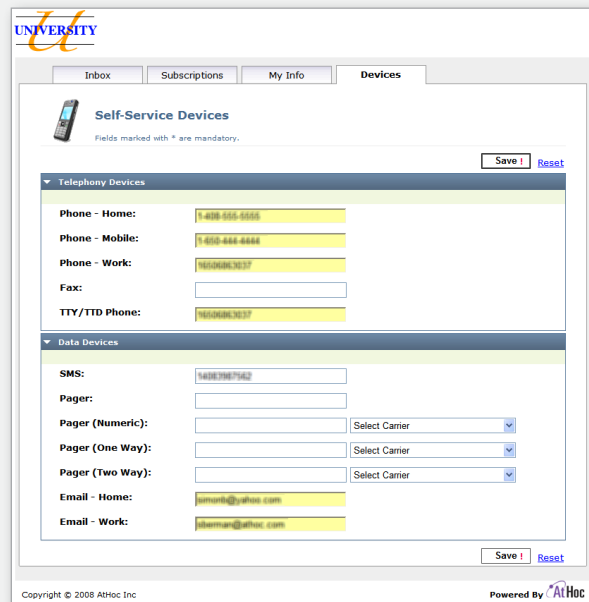 UNIVERSITY
Inbox Subscriptions My Info Devices
Self-Service Devices
Fields marked with * are mandatory.
Save ! Reset
Telephony Devices
Phone - Home: 1-408-555-5555
Phone - Mobile: 1-650-444-4444
Phone - Work: 16506863037
Fax:
TTY/TTD Phone: 16506863037
Data Devices
SMS:
Pager:
Pager (Numeric): Select Carrier
Pager (One Way): Select Carrier
Pager (Two Way): Select Carrier
Email - Home:
Email - Work:
Save ! Reset
Copyright © 2008 AtHoc Inc Powered By AtHoc